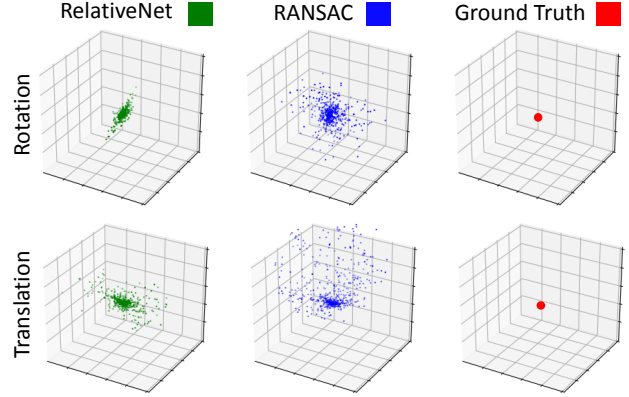 RelativeNet
RANSAC
Ground Truth
Rotation
Translation